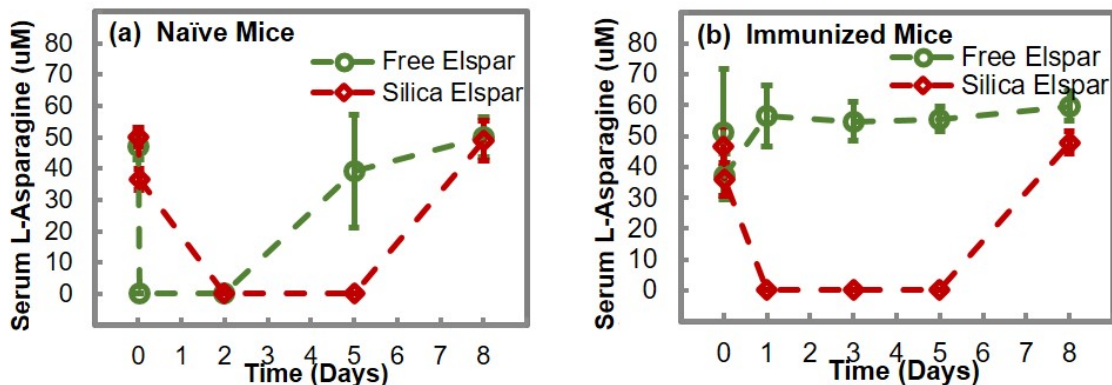 (a) Naïve Mice
Free Elspar
Silica Elspar
Serum L-Asparagine (uM)
80
70
60
50
40
30
20
10
0
0 1 2 3 4 5 6 7 8
Time (Days)
(b) Immunized Mice
Free Elspar
Silica Elspar
Serum L-Asparagine (uM)
80
70
60
50
40
30
20
10
0
0 1 2 3 4 5 6 7 8
Time (Days)